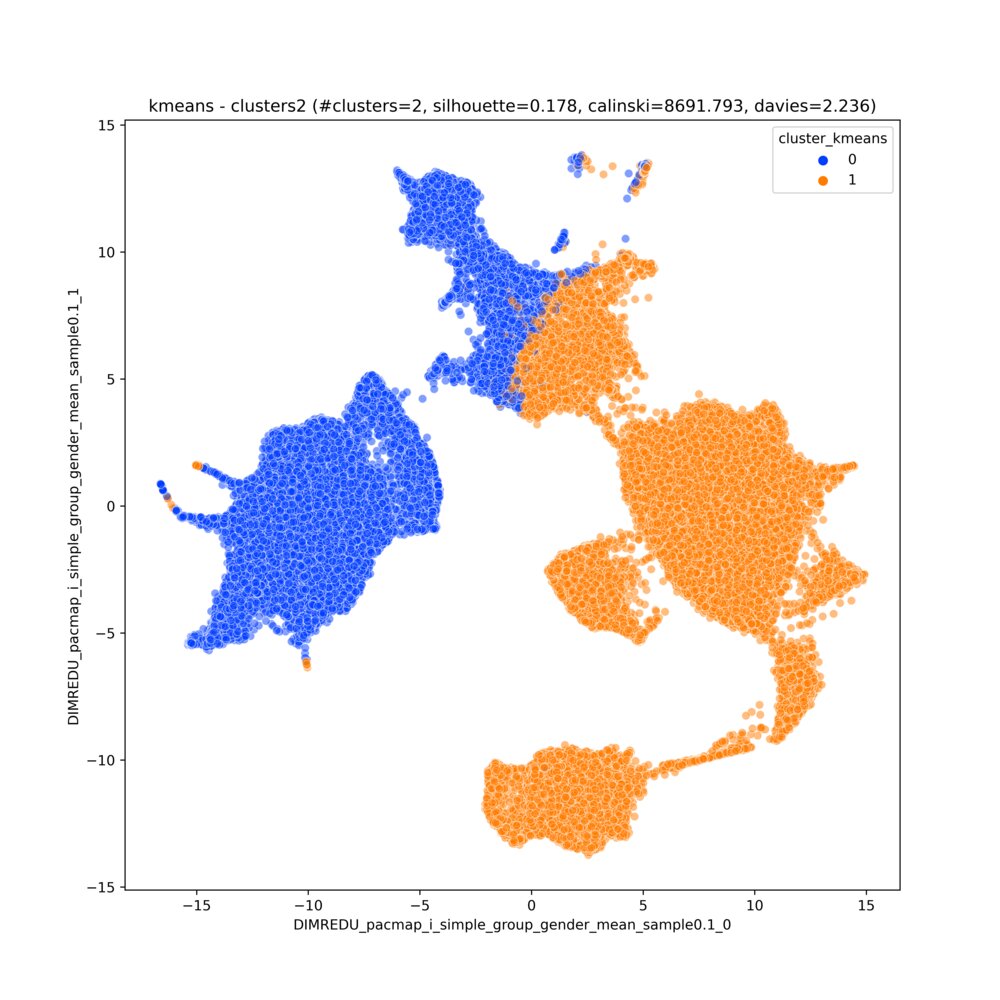 kmeans - clusters2 (#clusters=2, silhouette=0.178, calinski=8691.793, davies=2.236)
cluster_kmeans
0
1
15
10
5
0
−5
−10
−15
DIMREDU_pacmap_i_simple_group_gender_mean_sample0.1_1
−15 −10 −5 0 5 10 15
DIMREDU_pacmap_i_simple_group_gender_mean_sample0.1_0